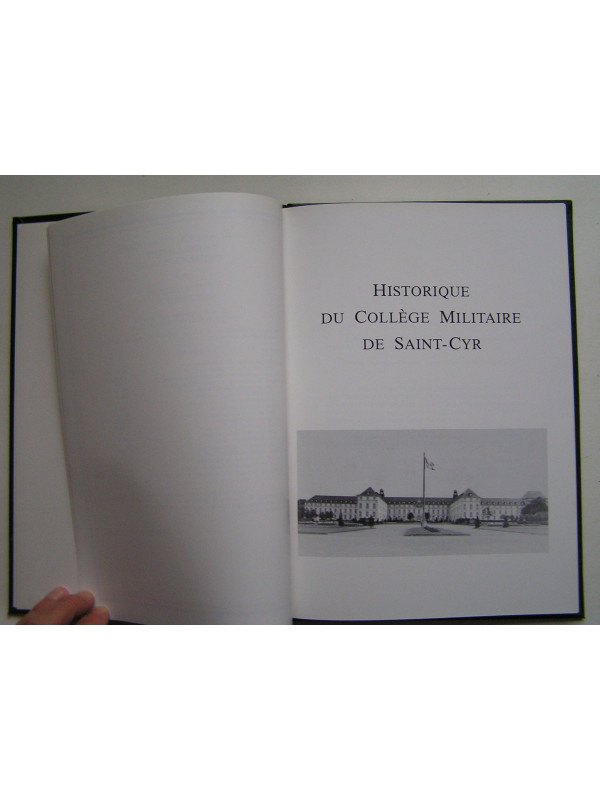 HISTORIQUE
DU COLLÈGE MILITAIRE
DE SAINT-CYR